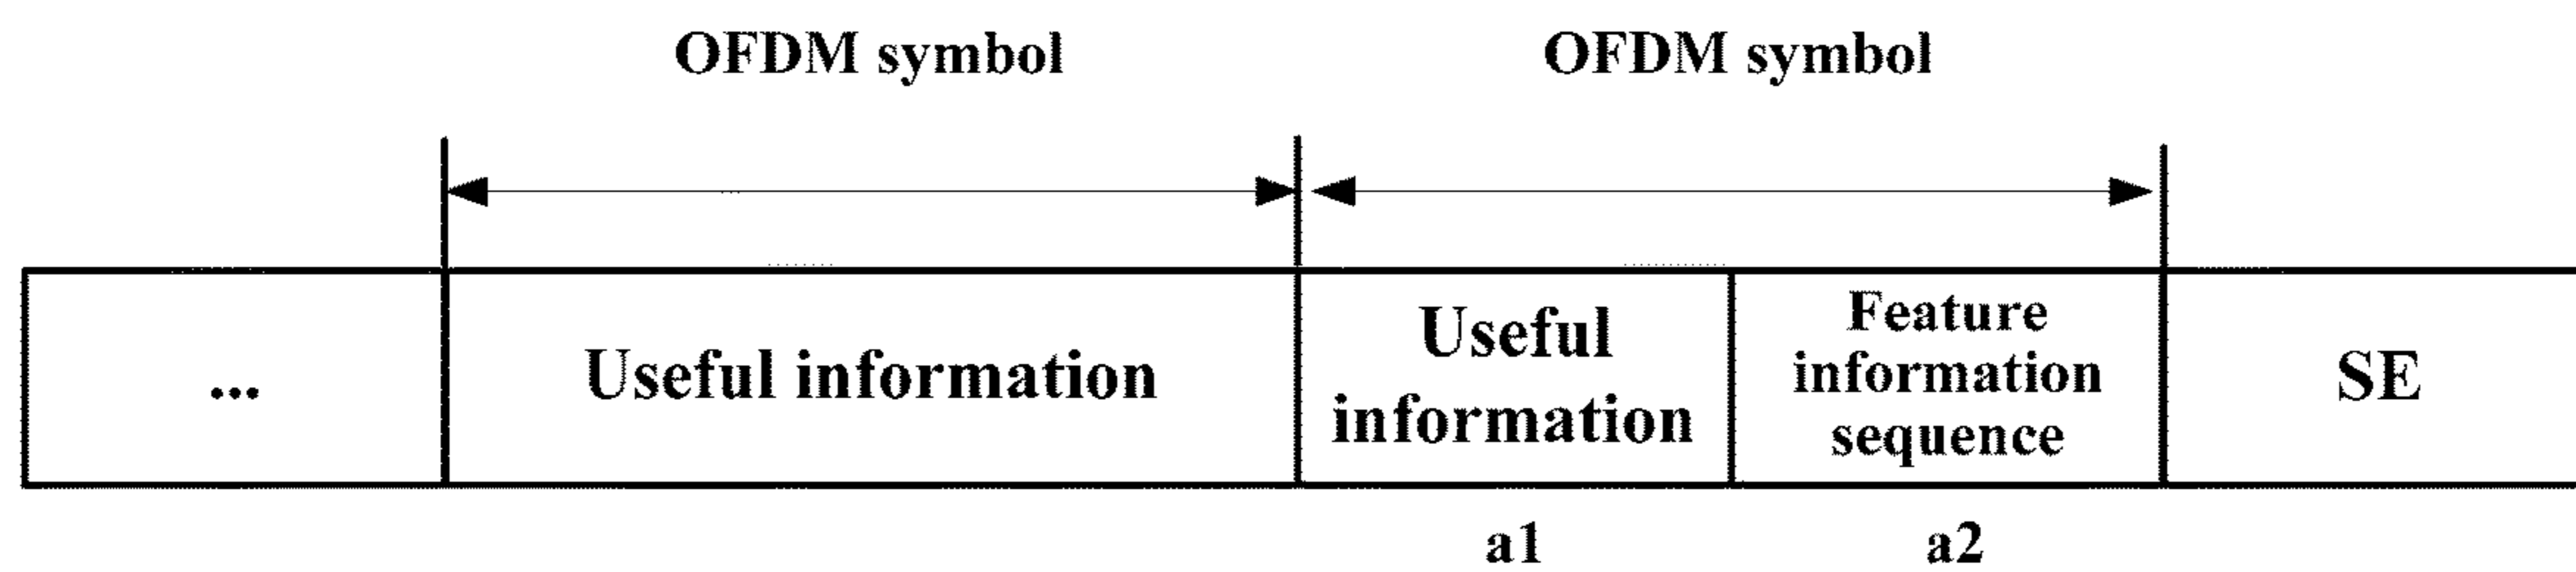 OFDM symbol
OFDM symbol
...
Useful information
Useful
information
Feature
information
sequence
SE
a1
a2